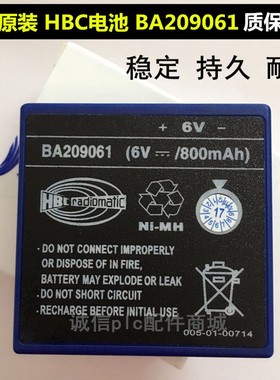 原装 HBC电池 BA209061 质保
稳定 持久 耐
+ 6V -
BA209061 (6V ⎓/800mAh)
HBC radiomatic
Ni-MH
17
- DO NOT CONNECT IMPROPERLY
- DISPOSE OF IN FIRE.
BATTERY MAY EXPLODE OR LEAK
- DO NOT SHORT CIRCUIT
- RECHARGE BEFORE INITIAL USE
诚信plc配件商城
005-01-00714